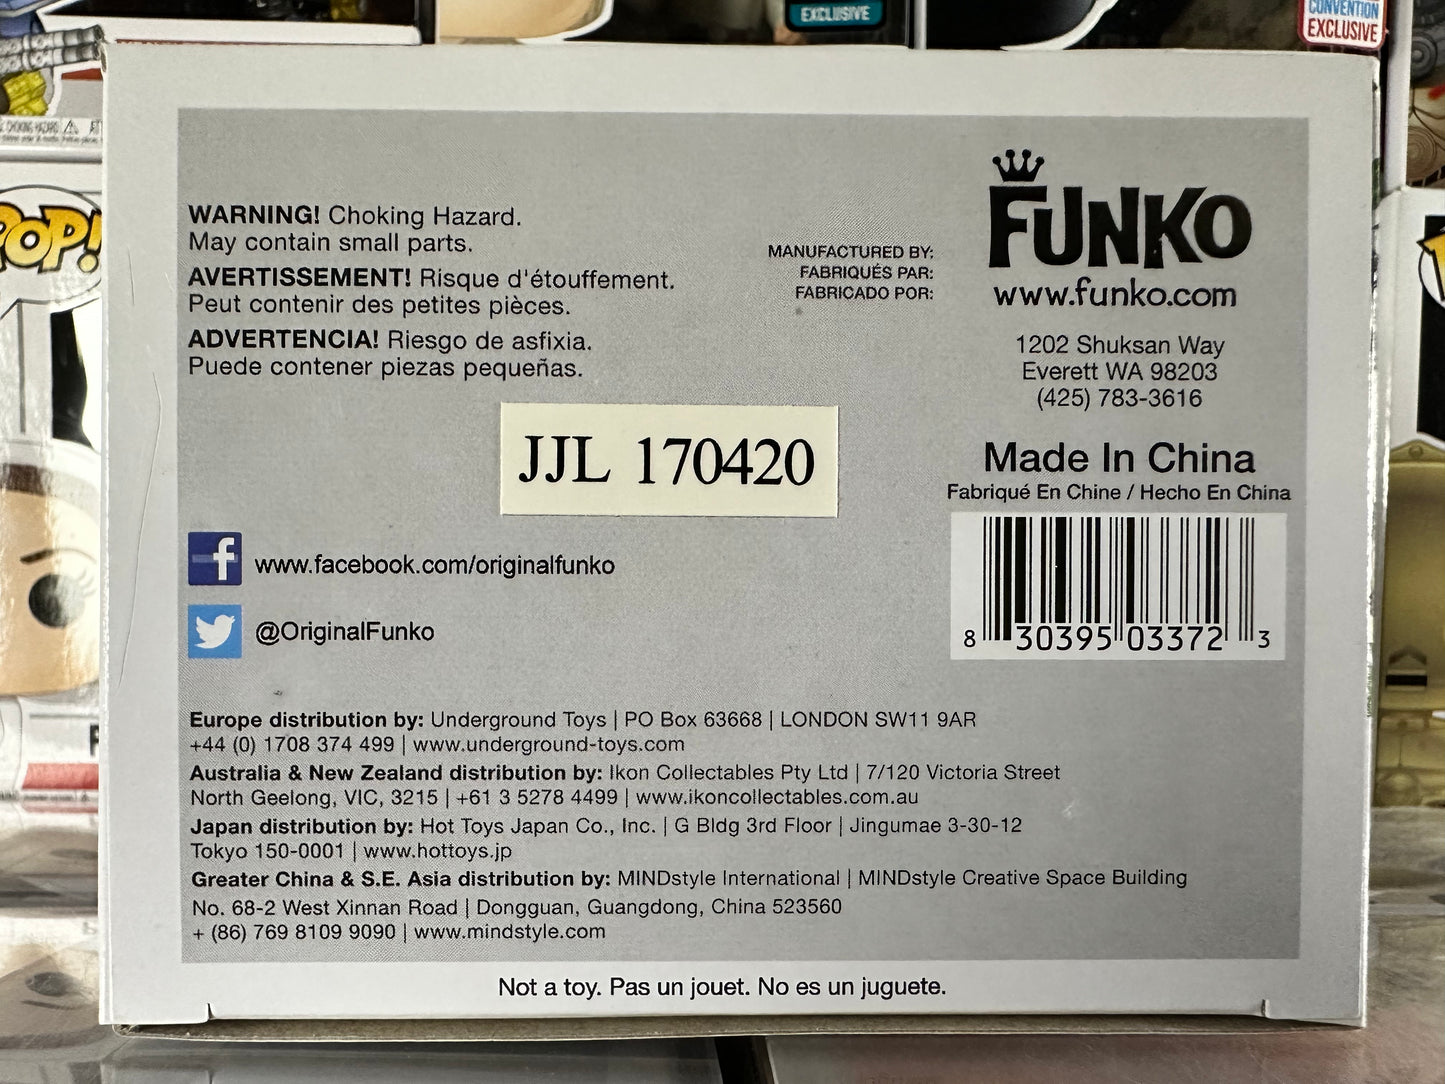 EXCLUSIVE
CONVENTION
EXCLUSIVE
CHOKING HAZARD
POP!
WARNING! Choking Hazard.
May contain small parts.
AVERTISSEMENT! Risque d'étouffement.
Peut contenir des petites pièces.
ADVERTENCIA! Riesgo de asfixia.
Puede contener piezas pequeñas.
MANUFACTURED BY:
FABRIQUÉS PAR:
FABRICADO POR:
FUNKO
www.funko.com
1202 Shuksan Way
Everett WA 98203
(425) 783-3616
JJL 170420
Made In China
Fabriqué En Chine / Hecho En China
8 30395 03372 3
f www.facebook.com/originalfunko
@OriginalFunko
Europe distribution by: Underground Toys | PO Box 63668 | LONDON SW11 9AR
+44 (0) 1708 374 499 | www.underground-toys.com
Australia & New Zealand distribution by: Ikon Collectables Pty Ltd | 7/120 Victoria Street
North Geelong, VIC, 3215 | +61 3 5278 4499 | www.ikoncollectables.com.au
Japan distribution by: Hot Toys Japan Co., Inc. | G Bldg 3rd Floor | Jingumae 3-30-12
Tokyo 150-0001 | www.hottoys.jp
Greater China & S.E. Asia distribution by: MINDstyle International | MINDstyle Creative Space Building
No. 68-2 West Xinnan Road | Dongguan, Guangdong, China 523560
+ (86) 769 8109 9090 | www.mindstyle.com
Not a toy. Pas un jouet. No es un juguete.